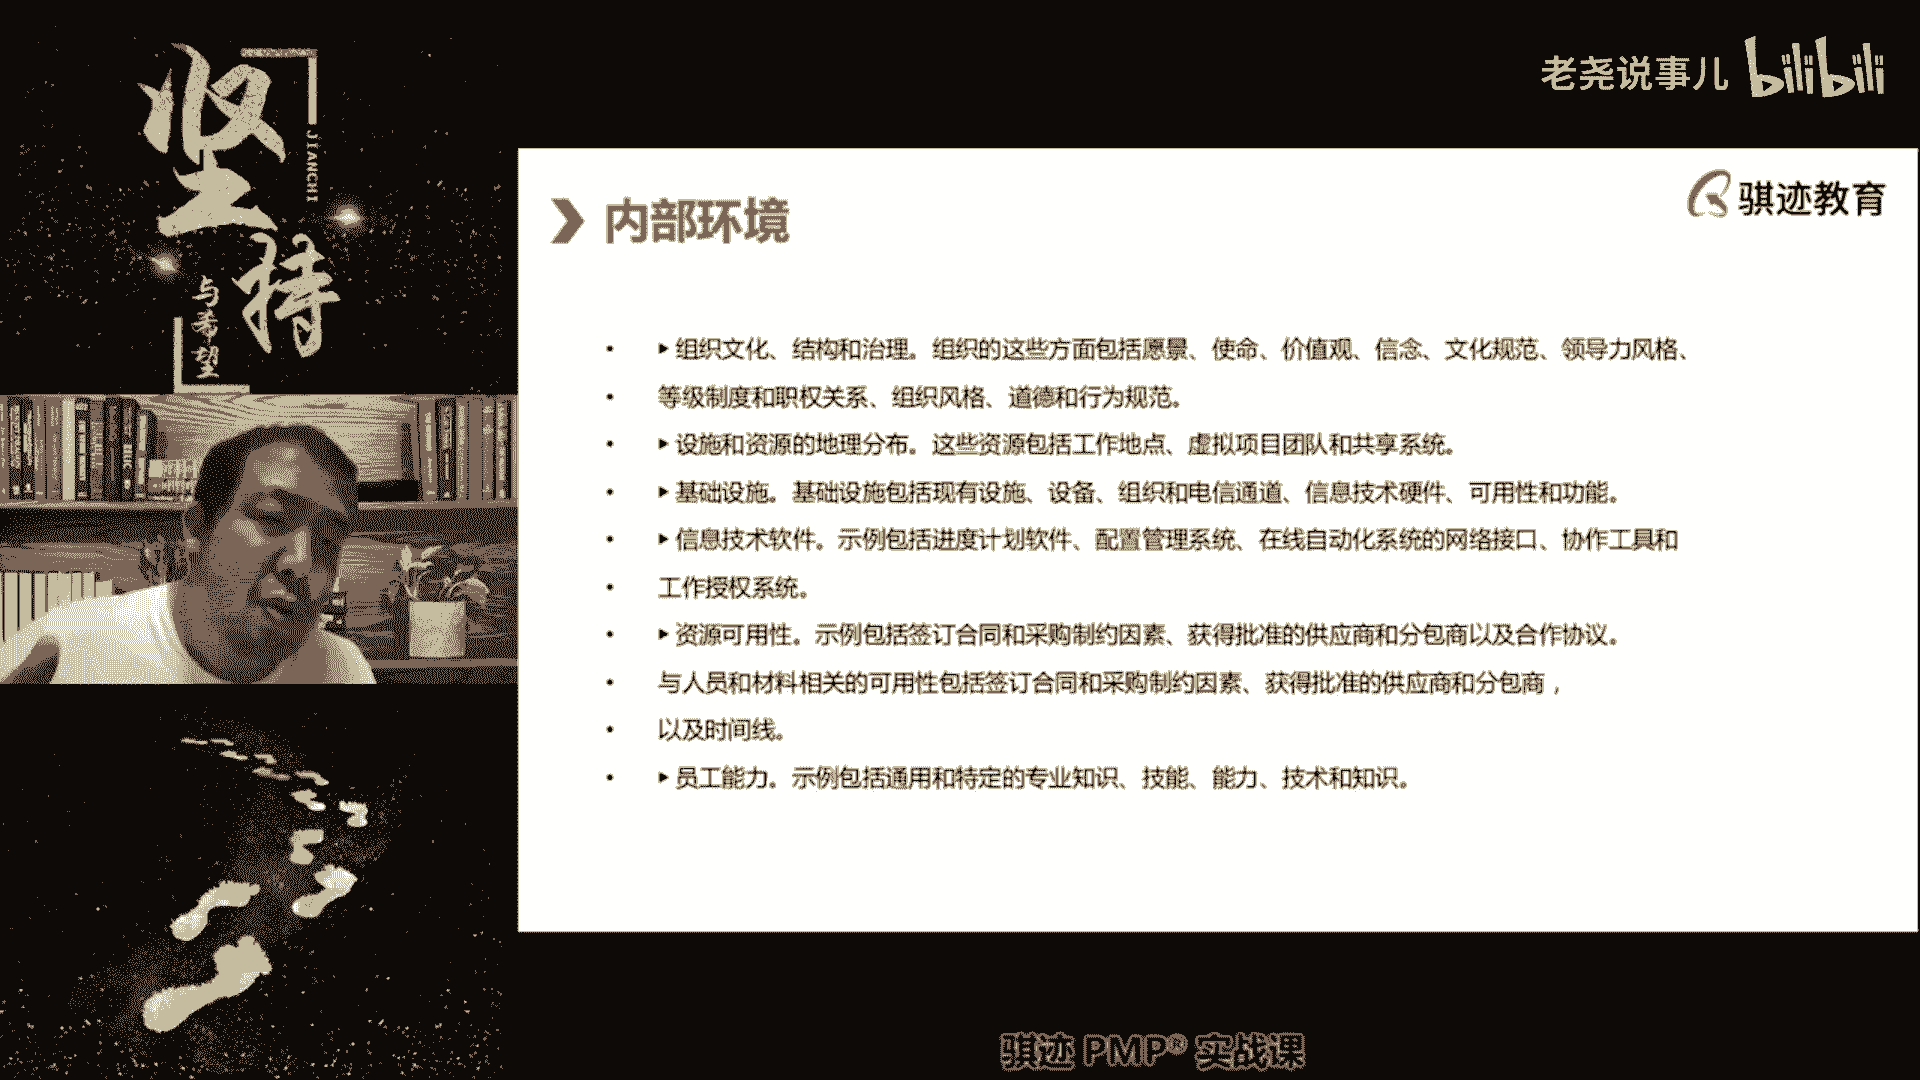 坚持
JIANCHI
与希望
老尧说事儿 bilibili
骐迹教育
内部环境
• ▶组织文化、结构和治理。组织的这些方面包括愿景、使命、价值观、信念、文化规范、领导力风格、
• 等级制度和职权关系、组织风格、道德和行为规范。
• ▶设施和资源的地理分布。这些资源包括工作地点、虚拟项目团队和共享系统。
• ▶基础设施。基础设施包括现有设施、设备、组织和电信通道、信息技术硬件、可用性和功能。
• ▶信息技术软件。示例包括进度计划软件、配置管理系统、在线自动化系统的网络接口、协作工具和
• 工作授权系统。
• ▶资源可用性。示例包括签订合同和采购制约因素、获得批准的供应商和分包商以及合作协议。
• 与人员和材料相关的可用性包括签订合同和采购制约因素、获得批准的供应商和分包商，
• 以及时间线。
• ▶员工能力。示例包括通用和特定的专业知识、技能、能力、技术和知识。
骐迹 PMP® 实战课